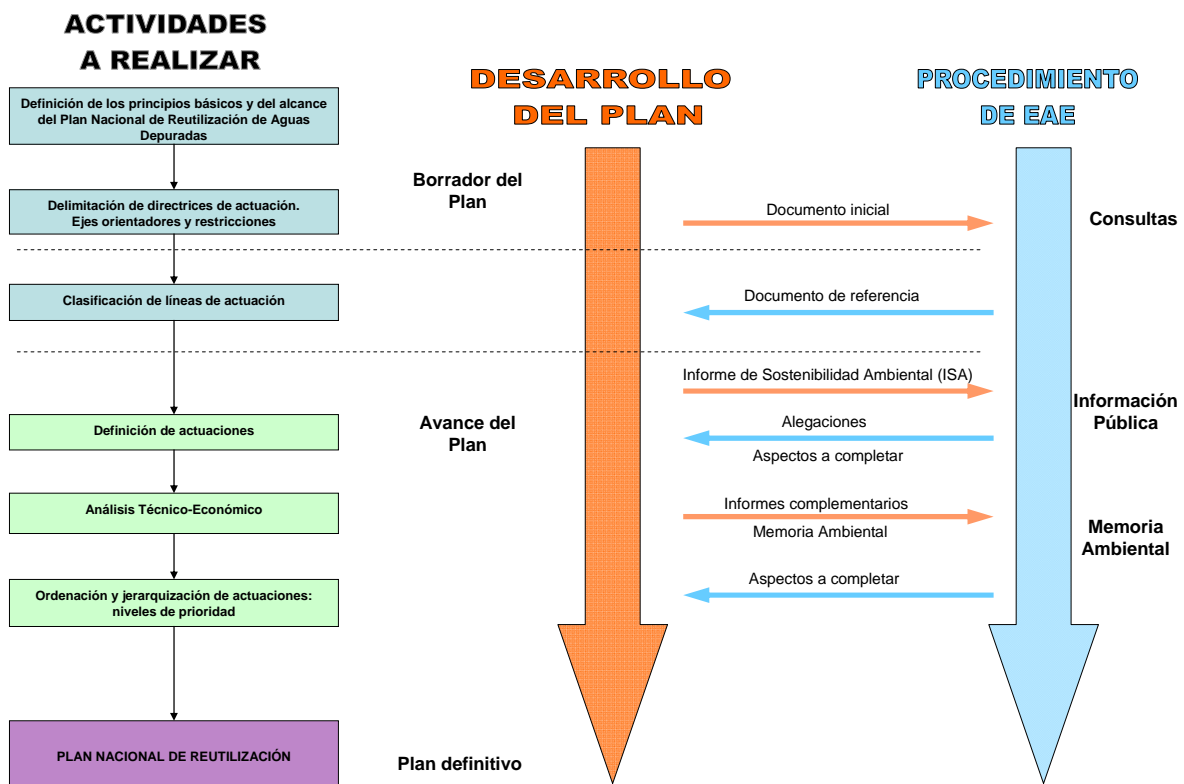 ACTIVIDADES
A REALIZAR
Definición de los principios básicos y del alcance
del Plan Nacional de Reutilización de Aguas
Depuradas
Delimitación de directrices de actuación.
Ejes orientadores y restricciones
Clasificación de líneas de actuación
Definición de actuaciones
Análisis Técnico-Económico
Ordenación y jerarquización de actuaciones:
niveles de prioridad
PLAN NACIONAL DE REUTILIZACIÓN
DESARROLLO
DEL PLAN
Borrador del
Plan
Avance del
Plan
Plan definitivo
PROCEDIMIENTO
DE EAE
Documento inicial
Documento de referencia
Informe de Sostenibilidad Ambiental (ISA)
Alegaciones
Aspectos a completar
Informes complementarios
Memoria Ambiental
Aspectos a completar
Consultas
Información
Pública
Memoria
Ambiental